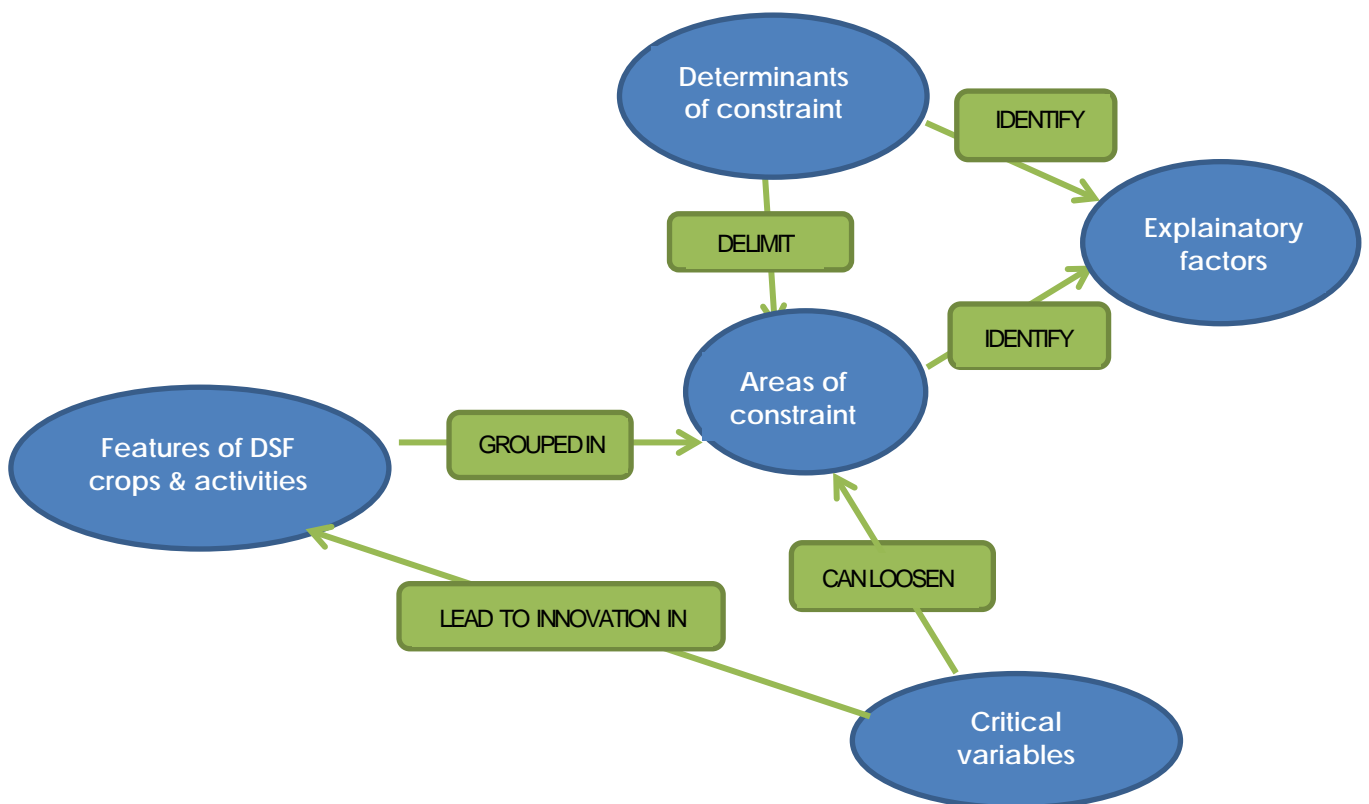 Determinants
of constraint
IDENTIFY
Explainatory
factors
DELIMIT
IDENTIFY
Areas of
constraint
Features of DSF
crops & activities
GROUPED IN
CAN LOOSEN
LEAD TO INNOVATION IN
Critical
variables